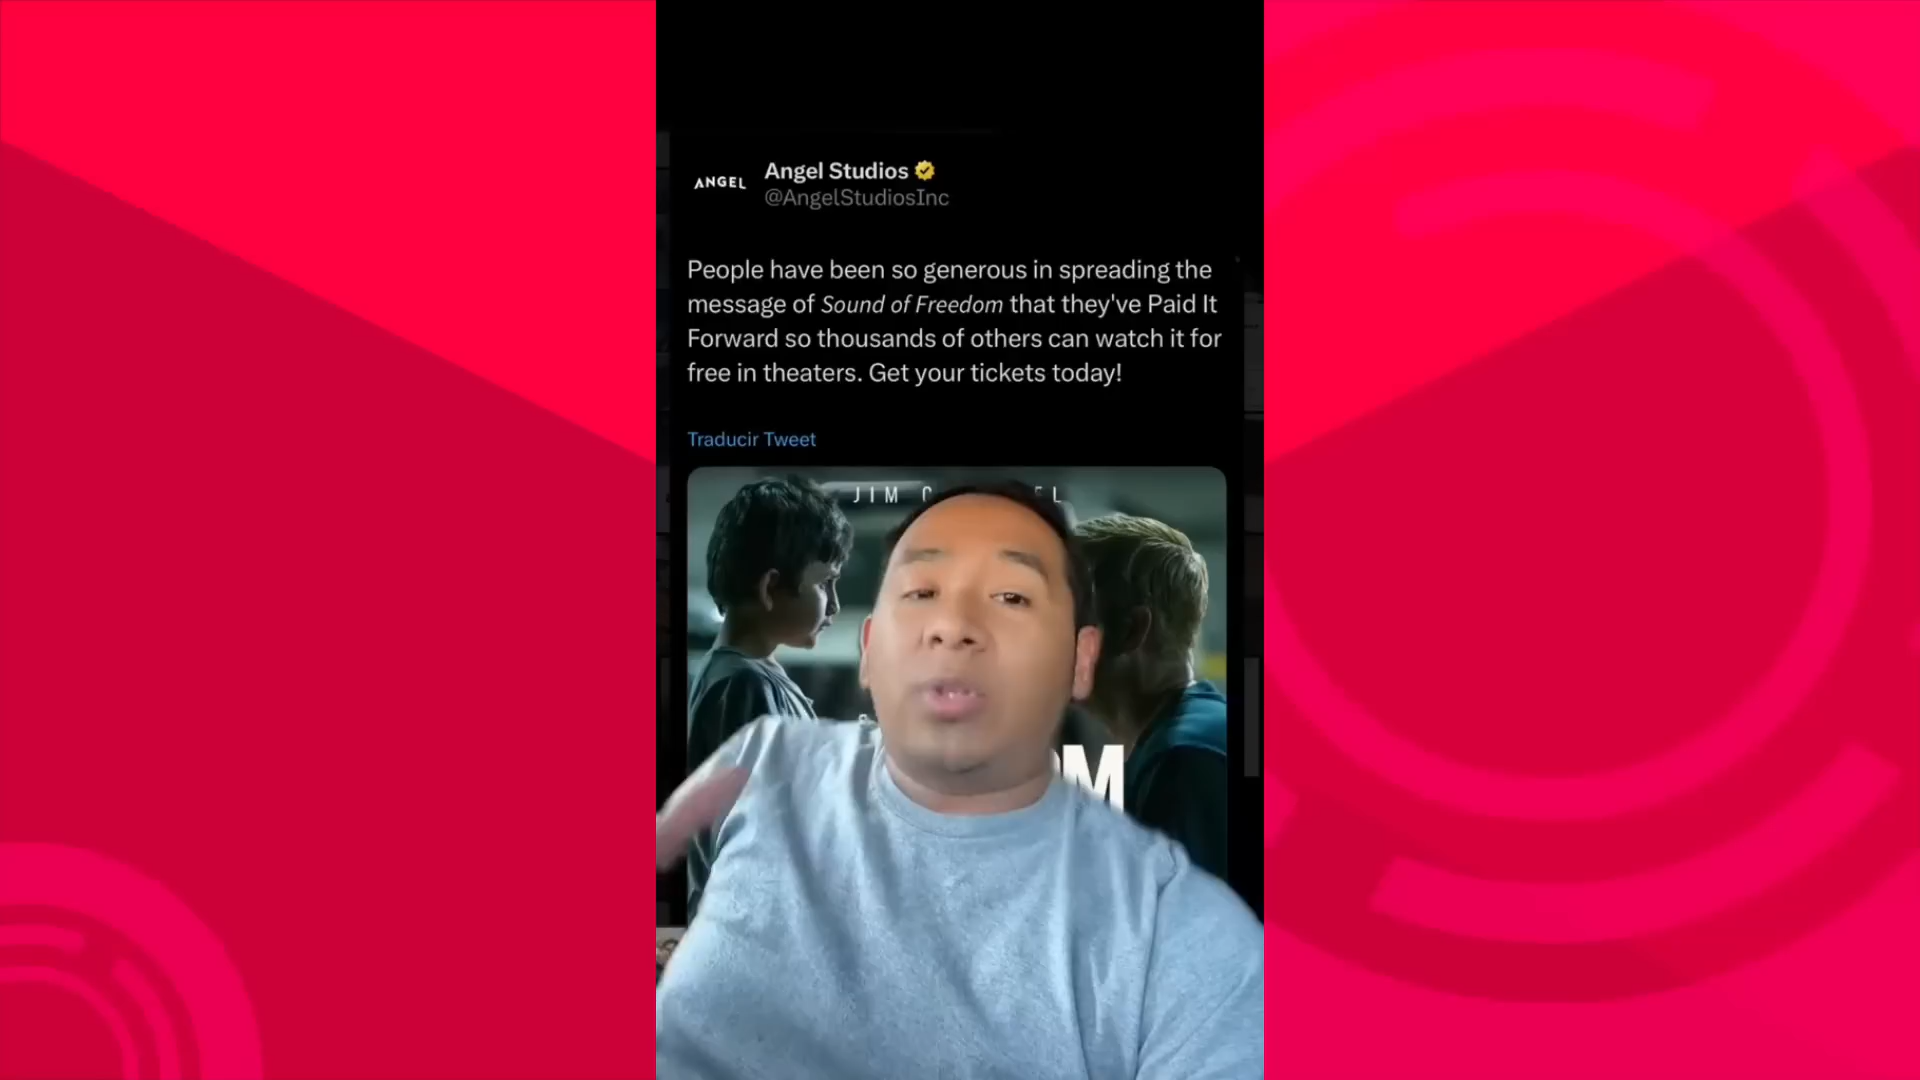 ANGEL
Angel Studios
@AngelStudiosInc
People have been so generous in spreading the
message of Sound of Freedom that they've Paid It
Forward so thousands of others can watch it for
free in theaters. Get your tickets today!
Traducir Tweet
JIM